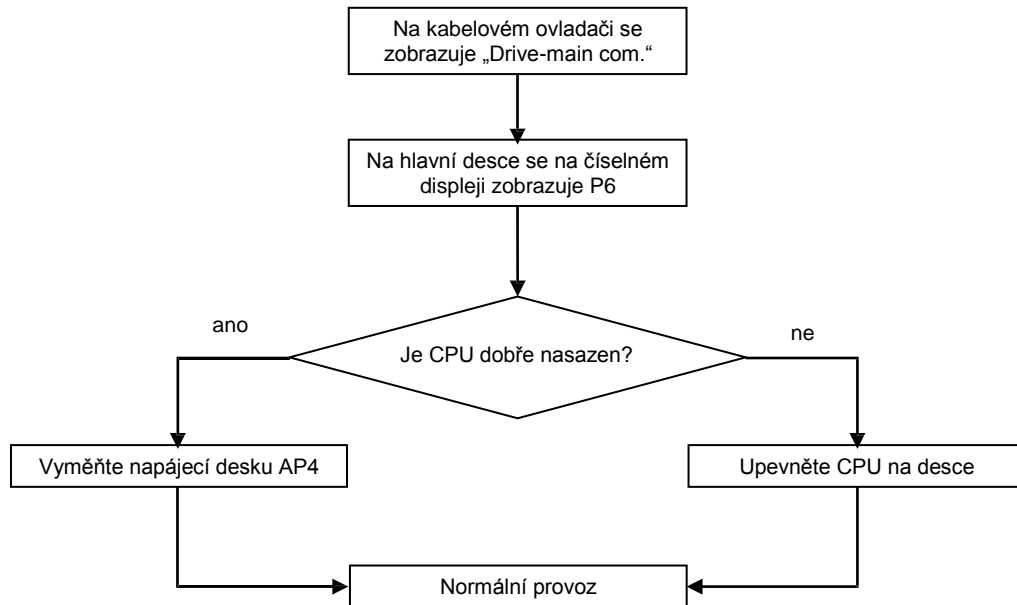 Na kabelovém ovladači se
zobrazuje „Drive-main com.“
Na hlavní desce se na číselném
displeji zobrazuje P6
ano
ne
Je CPU dobře nasazen?
Vyměňte napájecí desku AP4
Upevněte CPU na desce
Normální provoz